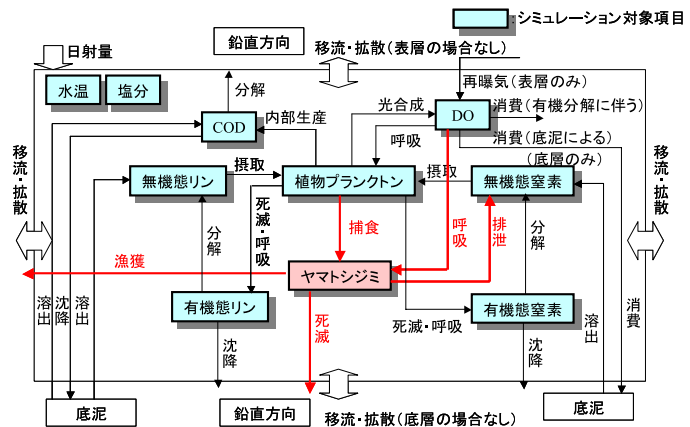 :シミュレーション対象項目
日射量
鉛直方向
移流・拡散(表層の場合なし)
水温
塩分
分解
再曝気(表層のみ)
光合成
消費(有機分解に伴う)
COD
内部生産
DO
呼吸
消費(底泥による)
(底層のみ)
移流・拡散
移流・拡散
摂取
摂取
無機態リン
植物プランクトン
無機態窒素
分解
死滅・呼吸
捕食
呼吸
排泄
分解
漁獲
ヤマトシジミ
有機態リン
有機態窒素
溶出
沈降
溶出
死滅
死滅・呼吸
溶出
消費
沈降
沈降
底泥
鉛直方向
移流・拡散(底層の場合なし)
底泥